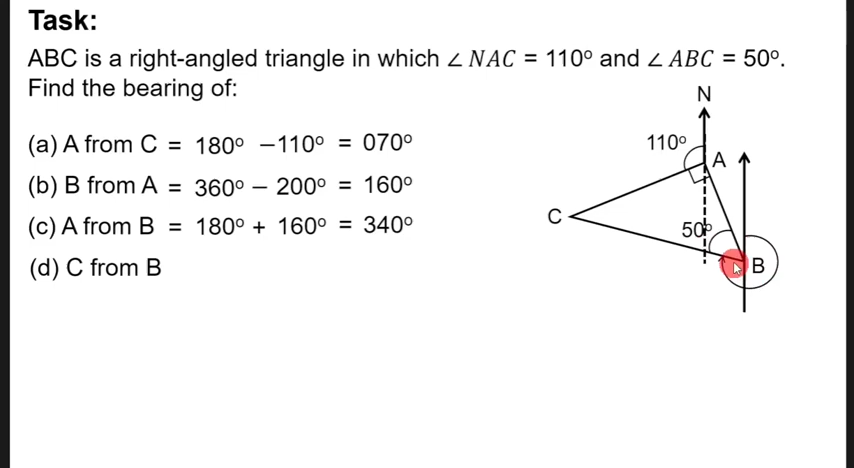 Task:
ABC is a right-angled triangle in which ∠ NAC = 110° and ∠ ABC = 50°.
Find the bearing of:
(a) A from C = 180° −110° = 070°
(b) B from A = 360° − 200° = 160°
(c) A from B = 180° + 160° = 340°
(d) C from B
N
110°
A
C
50°
B